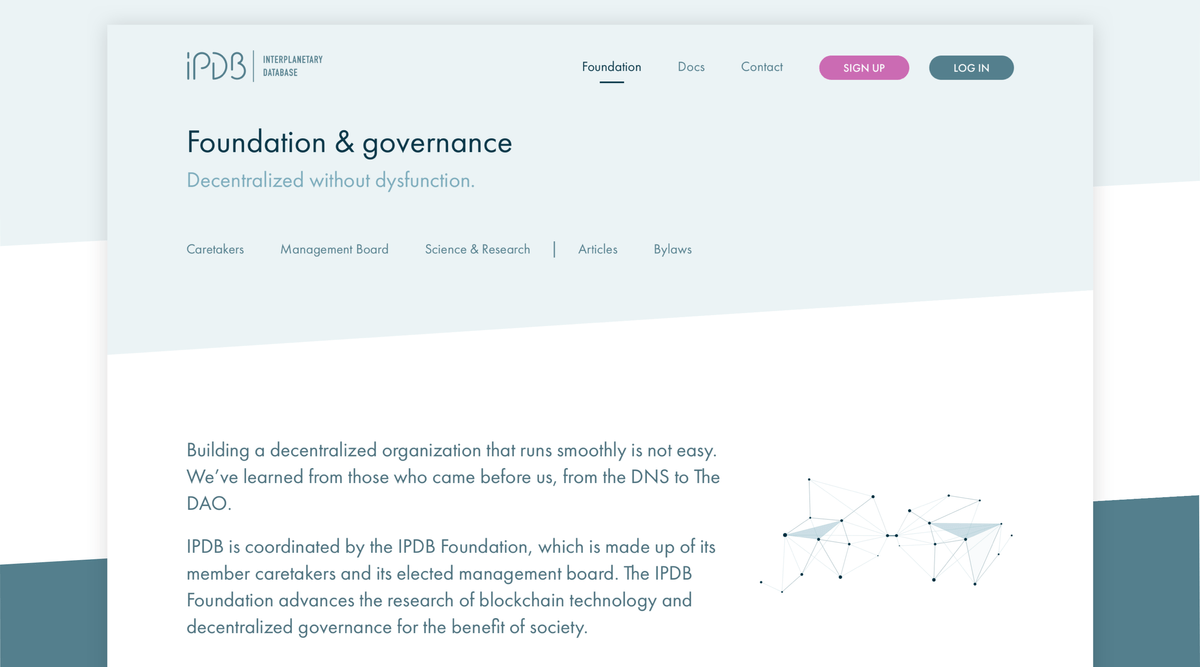 iPDB INTERPLANETARY
DATABASE
Foundation Docs Contact SIGN UP LOG IN
Foundation & governance
Decentralized without dysfunction.
Caretakers Management Board Science & Research | Articles Bylaws
Building a decentralized organization that runs smoothly is not easy.
We’ve learned from those who came before us, from the DNS to The
DAO.
IPDB is coordinated by the IPDB Foundation, which is made up of its
member caretakers and its elected management board. The IPDB
Foundation advances the research of blockchain technology and
decentralized governance for the benefit of society.